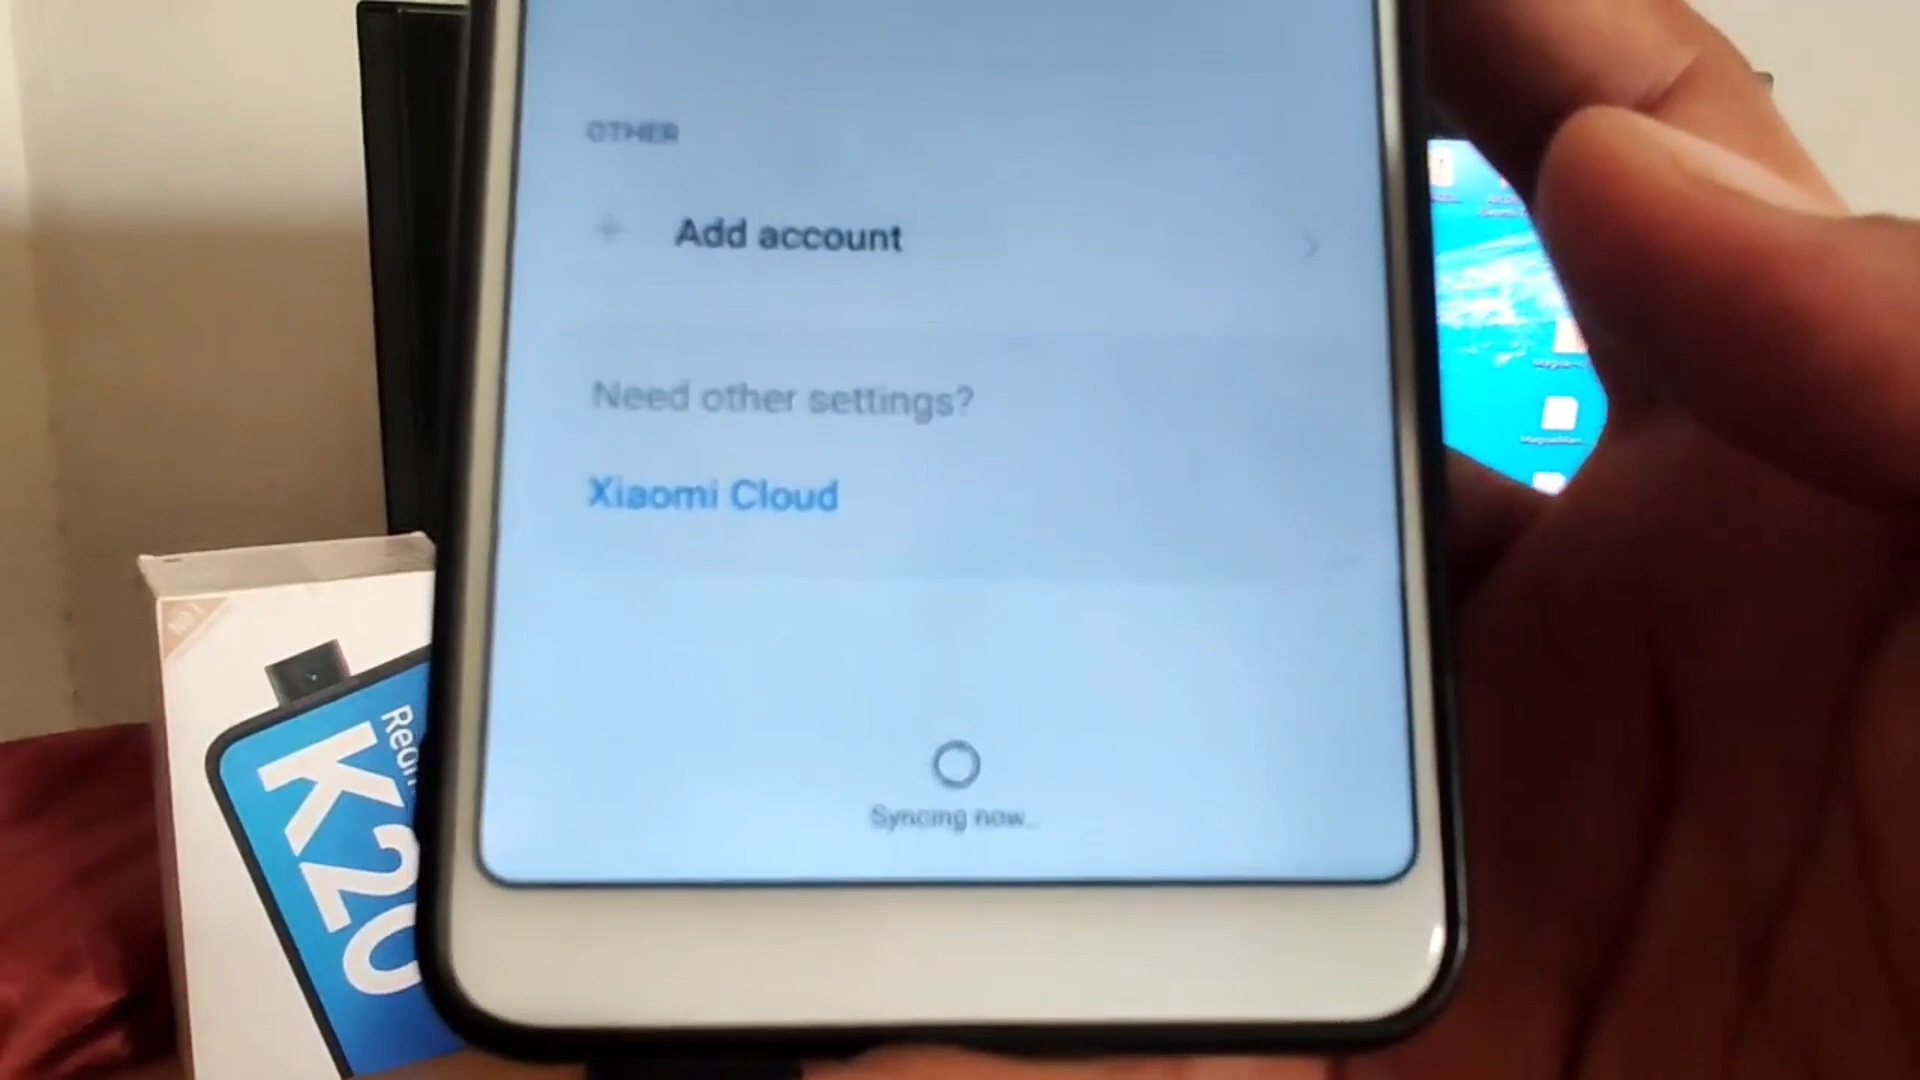 OTHER
+ Add account
Need other settings?
Xiaomi Cloud
Syncing now...
K20